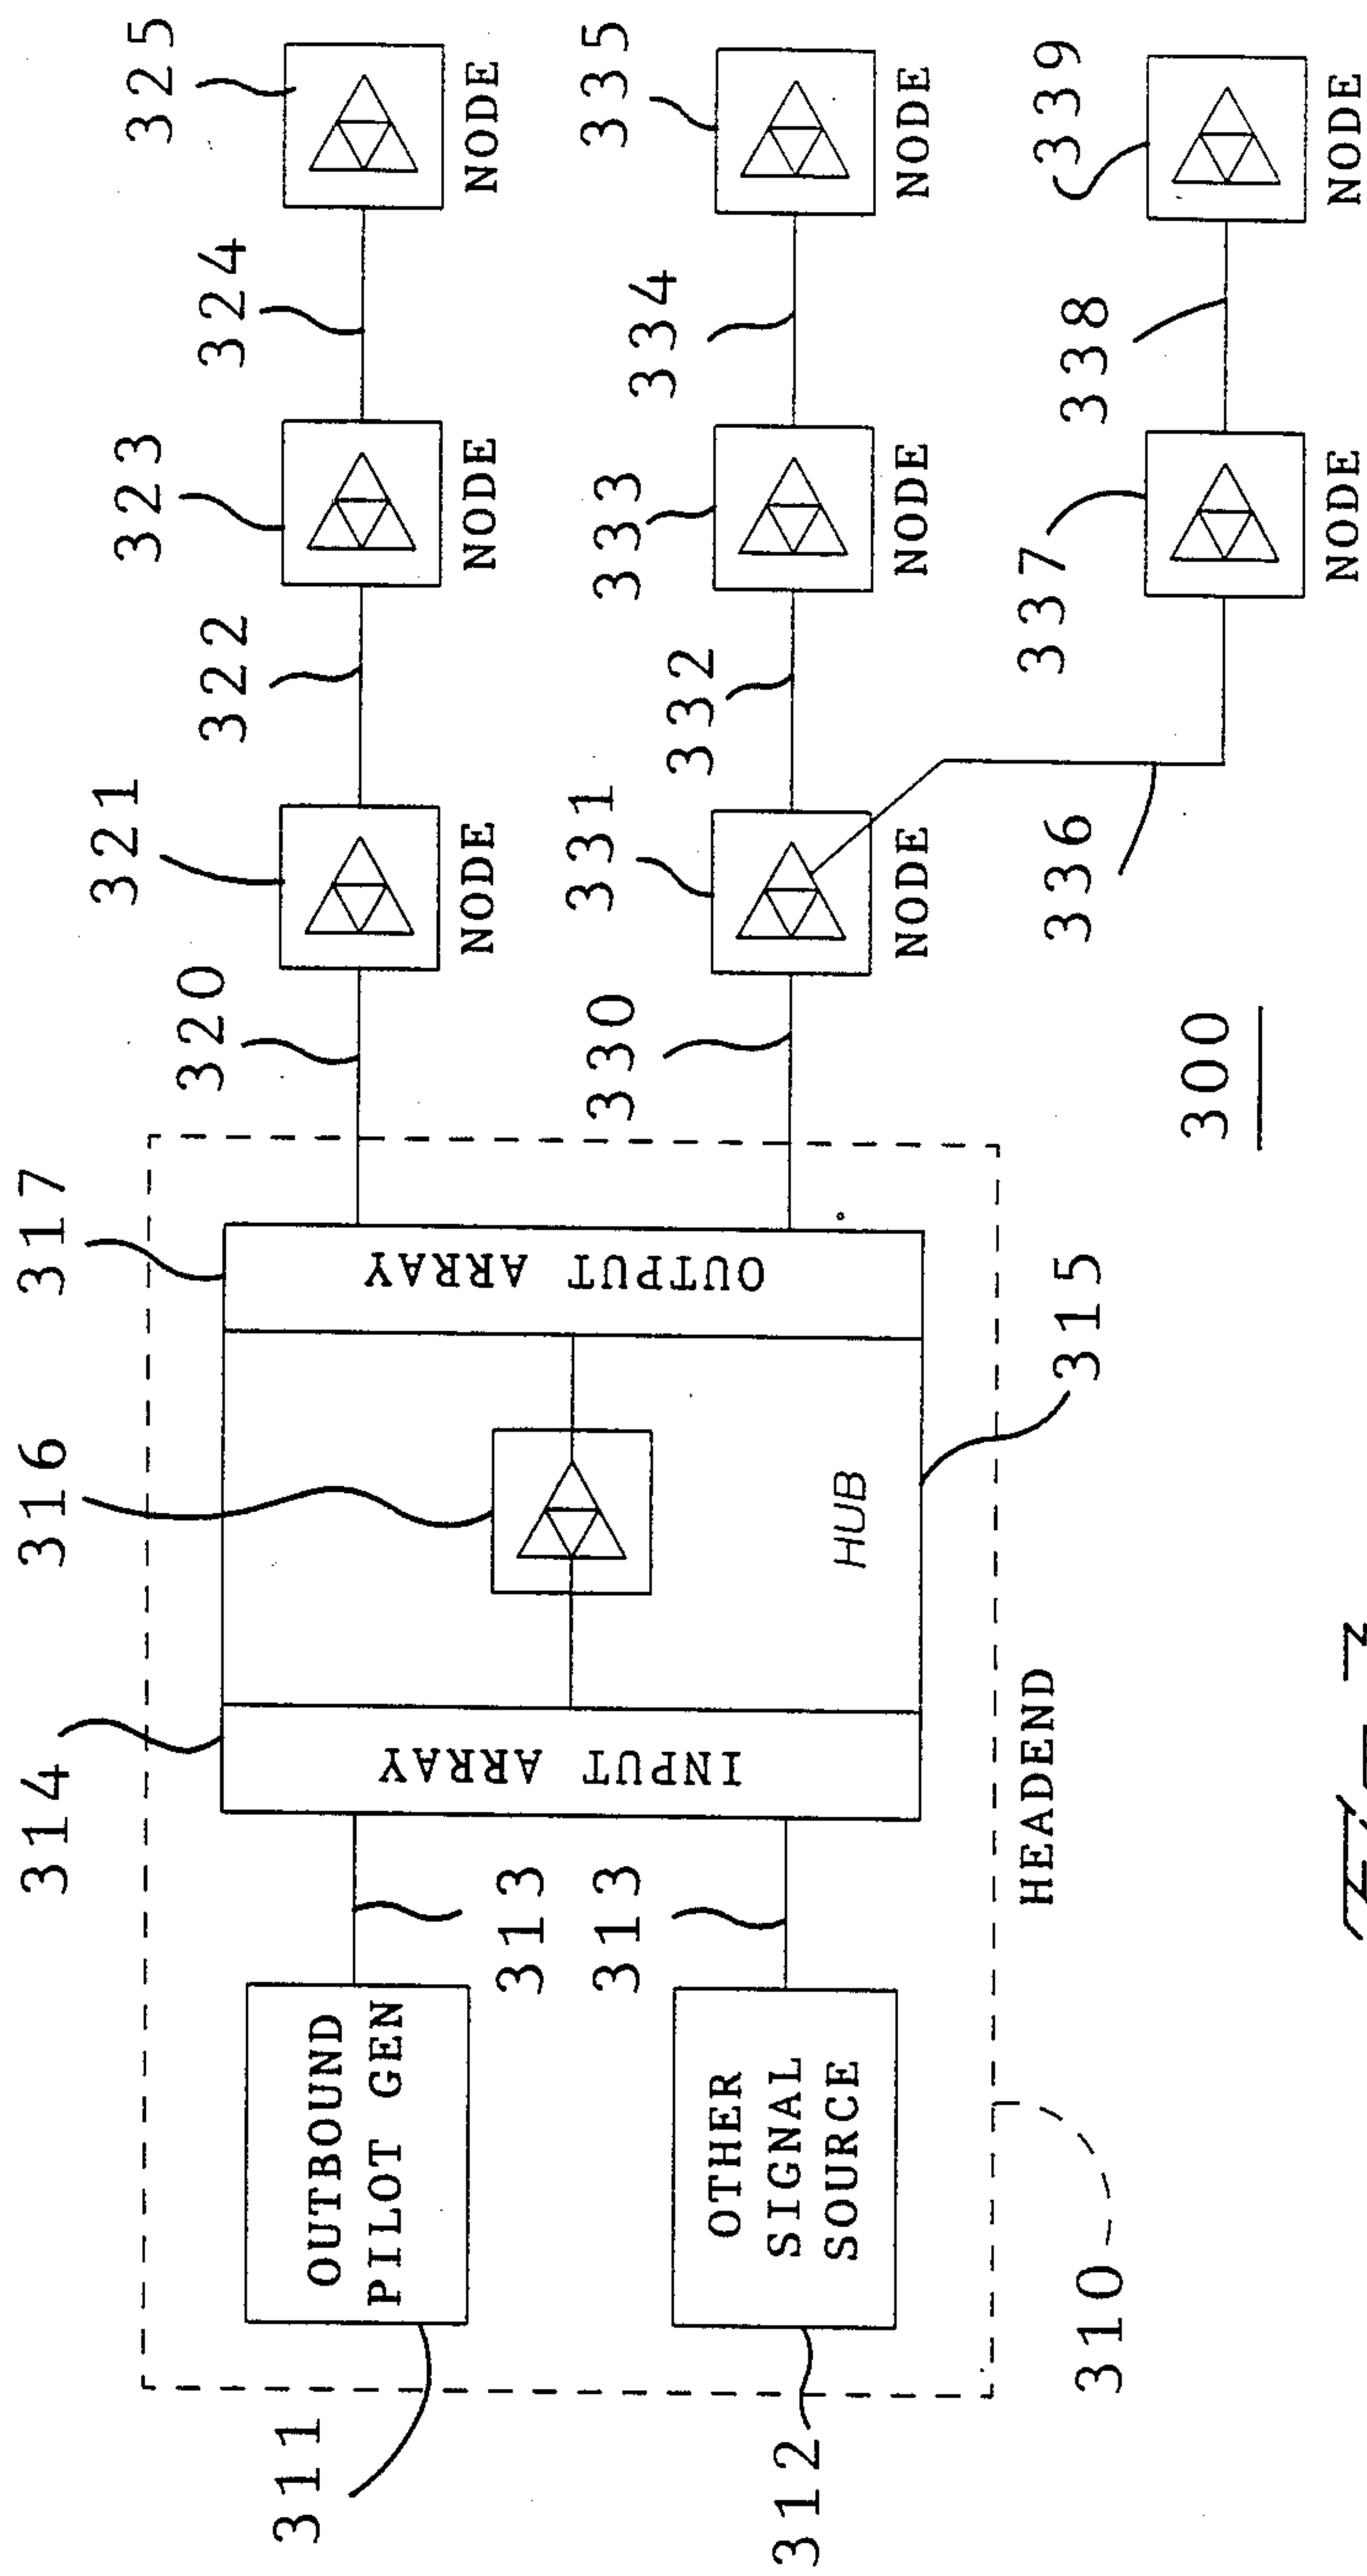 317
316
314
320
321
322
323
324
325
NODE
NODE
NODE
330
331
332
333
334
335
NODE
NODE
NODE
336
337
338
339
NODE
NODE
OUTPUT ARRAY
INPUT ARRAY
HUB
315
313
313
OUTBOUND
PILOT GEN
OTHER
SIGNAL
SOURCE
311
312
HEADEND
310
300